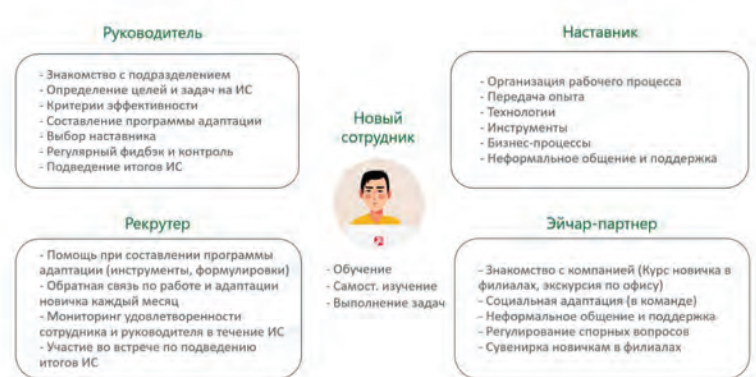 Руководитель
- Знакомство с подразделением
- Определение целей и задач на ИС
- Критерии эффективности
- Составление программы адаптации
- Выбор наставника
- Регулярный фидбэк и контроль
- Подведение итогов ИС
Наставник
- Организация рабочего процесса
- Передача опыта
- Технологии
- Инструменты
- Бизнес-процессы
- Неформальное общение и поддержка
Новый
сотрудник
- Обучение
- Самост. изучение
- Выполнение задач
Рекрутер
- Помощь при составлении программы
адаптации (инструменты, формулировки)
- Обратная связь по работе и адаптации
новичка каждый месяц
- Мониторинг удовлетворенности
сотрудника и руководителя в течение ИС
- Участие во встрече по подведению
итогов ИС
Эйчар-партнер
- Знакомство с компанией (Курс новичка в
филиалах, экскурсия по офису)
- Социальная адаптация (в команде)
- Неформальное общение и поддержка
- Регулирование спорных вопросов
- Сувенирка новичкам в филиалах